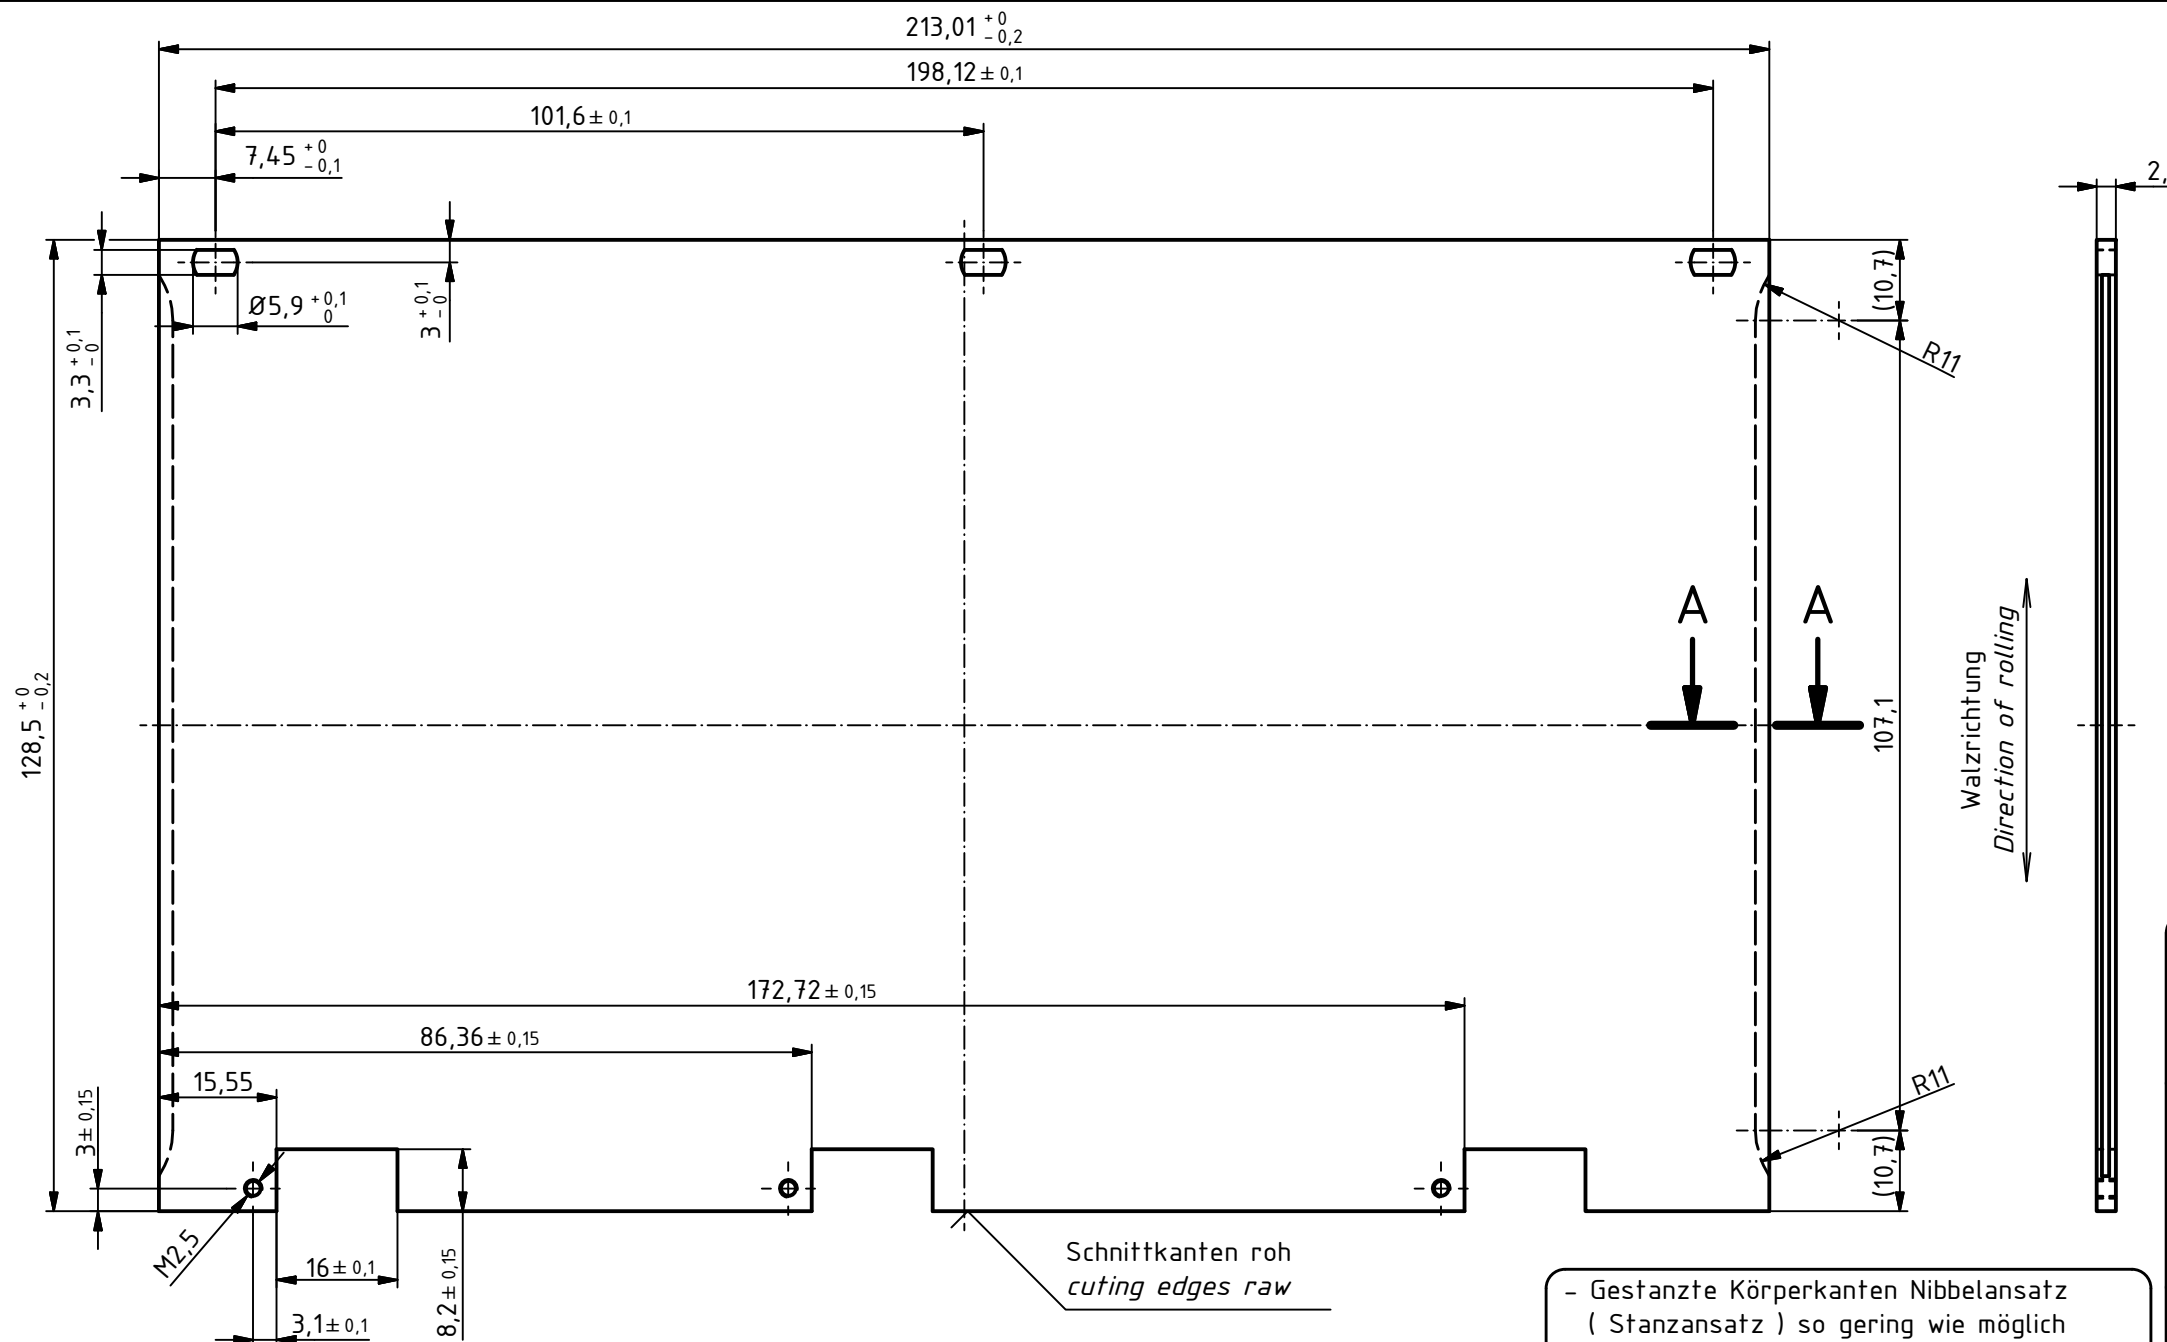 213,01 +0 -0,2
198,12 ± 0,1
101,6 ± 0,1
7,45 +0 -0,1
2,
Ø5,9 +0,1 0
3 +0,1 -0
3,3 +0,1 -0
(10,7)
R11
A A
128,5 +0 -0,2
107,1
Walzrichtung
Direction of rolling
172,72 ± 0,15
86,36 ± 0,15
15,55
3 ± 0,15
R11
(10,7)
M2,5
16 ± 0,1
8,2 ± 0,15
3,1 ± 0,1
Schnittkanten roh
cuting edges raw
- Gestanzte Körperkanten Nibbelansatz
( Stanzansatz ) so gering wie möglich